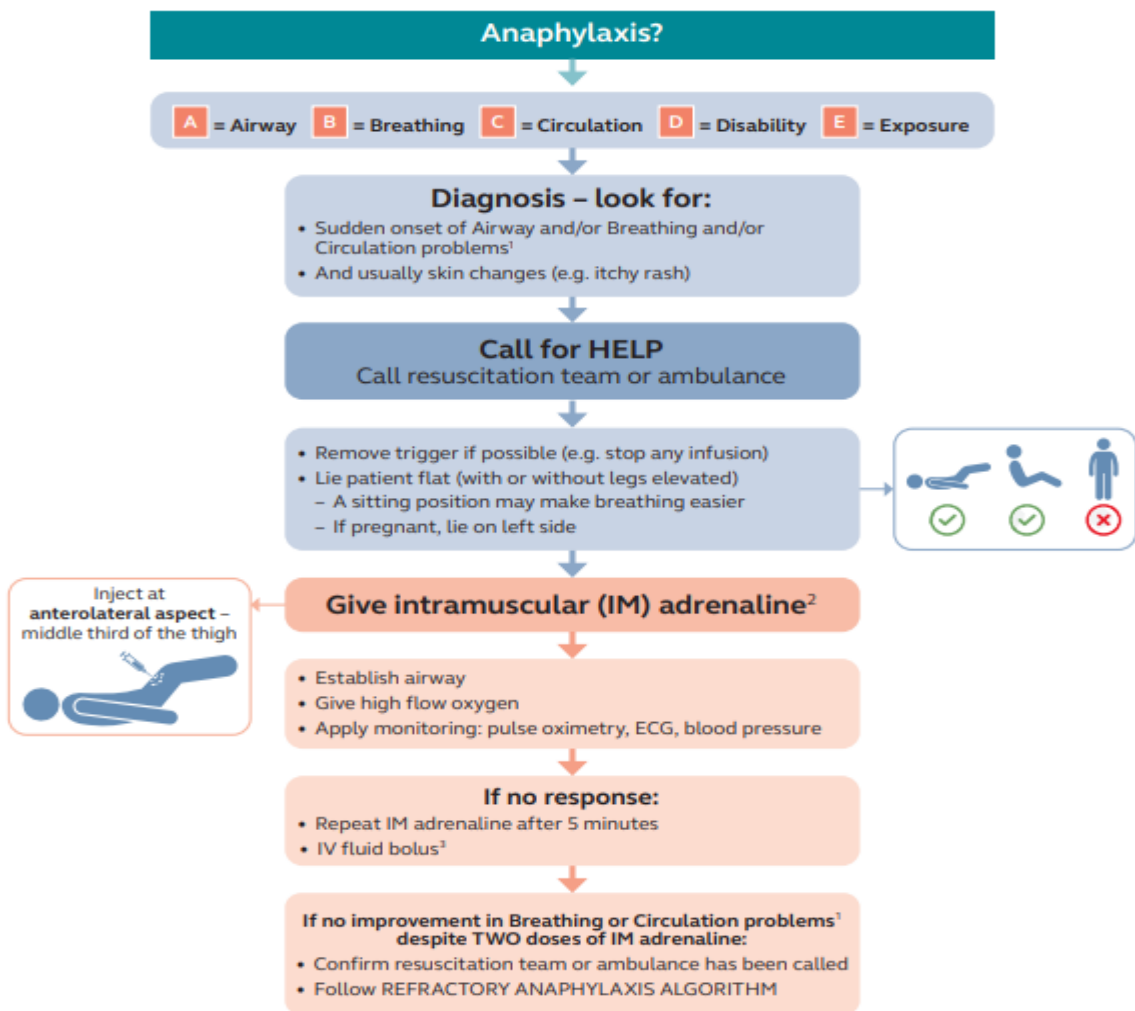 Anaphylaxis?
A = Airway B = Breathing C = Circulation D = Disability E = Exposure
Diagnosis – look for:
• Sudden onset of Airway and/or Breathing and/or
Circulation problems¹
• And usually skin changes (e.g. itchy rash)
Call for HELP
Call resuscitation team or ambulance
• Remove trigger if possible (e.g. stop any infusion)
• Lie patient flat (with or without legs elevated)
– A sitting position may make breathing easier
– If pregnant, lie on left side
Give intramuscular (IM) adrenaline²
Inject at
anterolateral aspect –
middle third of the thigh
• Establish airway
• Give high flow oxygen
• Apply monitoring: pulse oximetry, ECG, blood pressure
If no response:
• Repeat IM adrenaline after 5 minutes
• IV fluid bolus³
If no improvement in Breathing or Circulation problems¹
despite TWO doses of IM adrenaline:
• Confirm resuscitation team or ambulance has been called
• Follow REFRACTORY ANAPHYLAXIS ALGORITHM